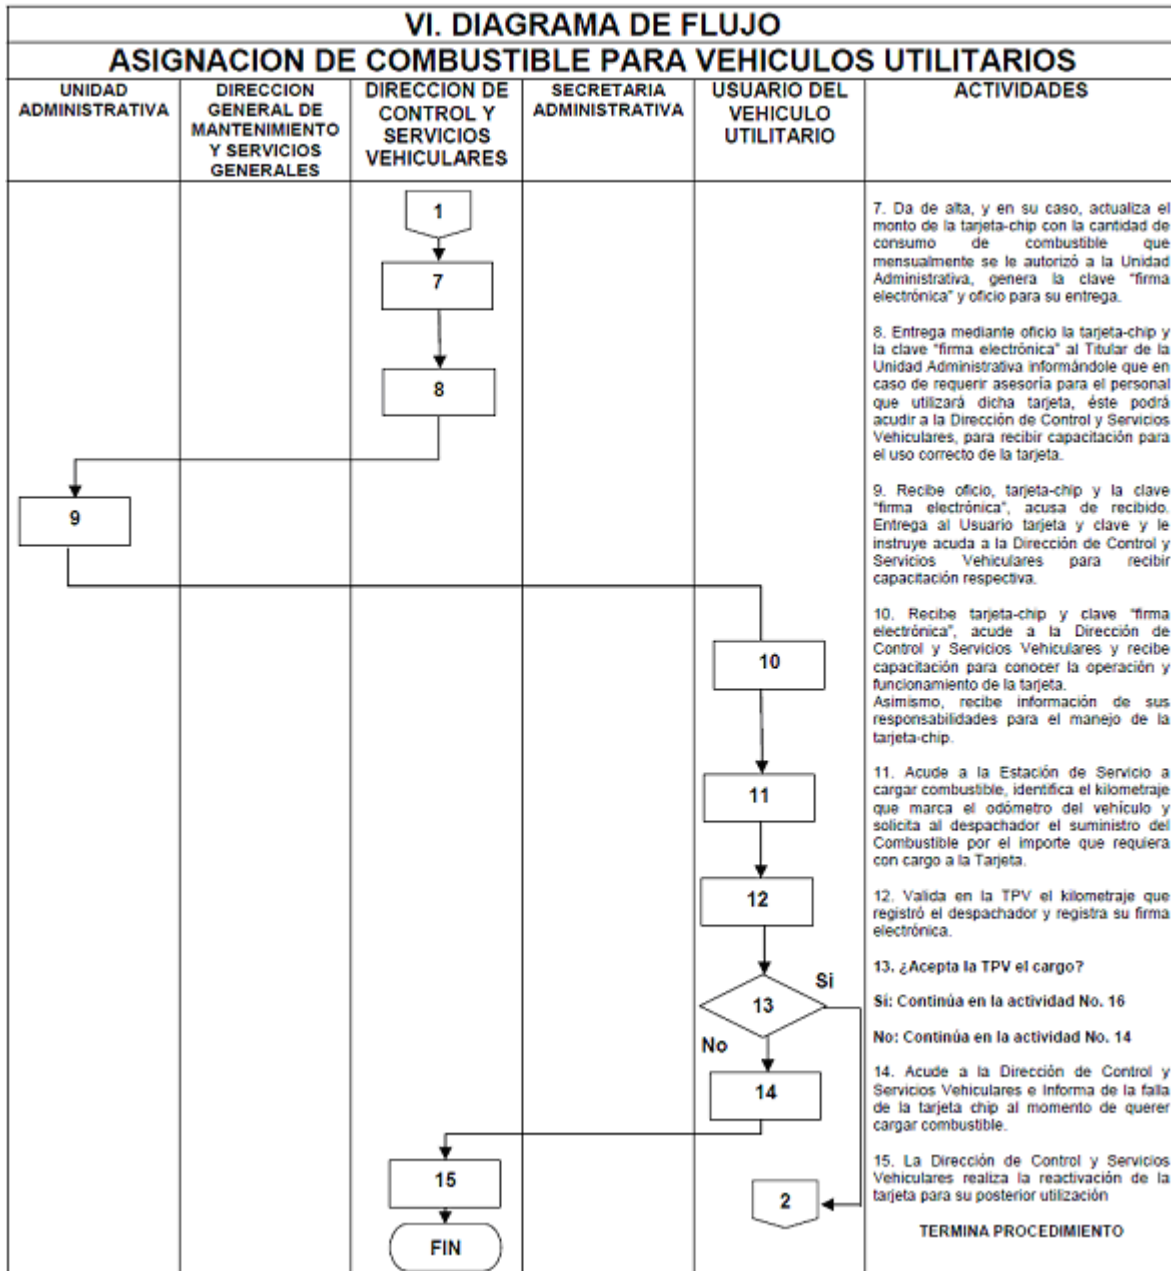 VI. DIAGRAMA DE FLUJO
ASIGNACION DE COMBUSTIBLE PARA VEHICULOS UTILITARIOS
UNIDAD
ADMINISTRATIVA
DIRECCION
GENERAL DE
MANTENIMIENTO
Y SERVICIOS
GENERALES
DIRECCION DE
CONTROL Y
SERVICIOS
VEHICULARES
SECRETARIA
ADMINISTRATIVA
USUARIO DEL
VEHICULO
UTILITARIO
ACTIVIDADES
1
7
8
9
10
11
12
13
Si
No
14
15
2
FIN
7. Da de alta, y en su caso, actualiza el
monto de la tarjeta-chip con la cantidad de
consumo de combustible que
mensualmente se le autorizó a la Unidad
Administrativa, genera la clave "firma
electrónica" y oficio para su entrega.
8. Entrega mediante oficio la tarjeta-chip y
la clave "firma electrónica" al Titular de la
Unidad Administrativa informándole que en
caso de requerir asesoría para el personal
que utilizará dicha tarjeta, éste podrá
acudir a la Dirección de Control y Servicios
Vehiculares, para recibir capacitación para
el uso correcto de la tarjeta.
9. Recibe oficio, tarjeta-chip y la clave
"firma electrónica", acusa de recibido.
Entrega al Usuario tarjeta y clave y le
instruye acuda a la Dirección de Control y
Servicios Vehiculares para recibir
capacitación respectiva.
10. Recibe tarjeta-chip y clave "firma
electrónica", acude a la Dirección de
Control y Servicios Vehiculares y recibe
capacitación para conocer la operación y
funcionamiento de la tarjeta.
Asimismo, recibe información de sus
responsabilidades para el manejo de la
tarjeta-chip.
11. Acude a la Estación de Servicio a
cargar combustible, identifica el kilometraje
que marca el odómetro del vehículo y
solicita al despachador el suministro del
Combustible por el importe que requiera
con cargo a la Tarjeta.
12. Valida en la TPV el kilometraje que
registró el despachador y registra su firma
electrónica.
13. ¿Acepta la TPV el cargo?
Sí: Continúa en la actividad No. 16
No: Continúa en la actividad No. 14
14. Acude a la Dirección de Control y
Servicios Vehiculares e Informa de la falla
de la tarjeta chip al momento de querer
cargar combustible.
15. La Dirección de Control y Servicios
Vehiculares realiza la reactivación de la
tarjeta para su posterior utilización
TERMINA PROCEDIMIENTO